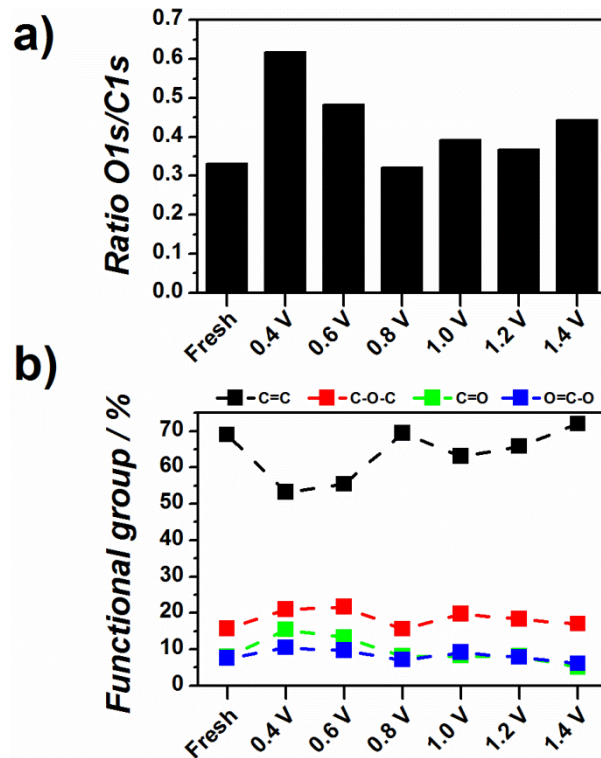 a)
Ratio O1s/C1s
0.7
0.6
0.5
0.4
0.3
0.2
0.1
0.0
Fresh 0.4 V 0.6 V 0.8 V 1.0 V 1.2 V 1.4 V
b)
C=C C-O-C C=O O=C-O
Functional group / %
70
60
50
40
30
20
10
0
Fresh 0.4 V 0.6 V 0.8 V 1.0 V 1.2 V 1.4 V